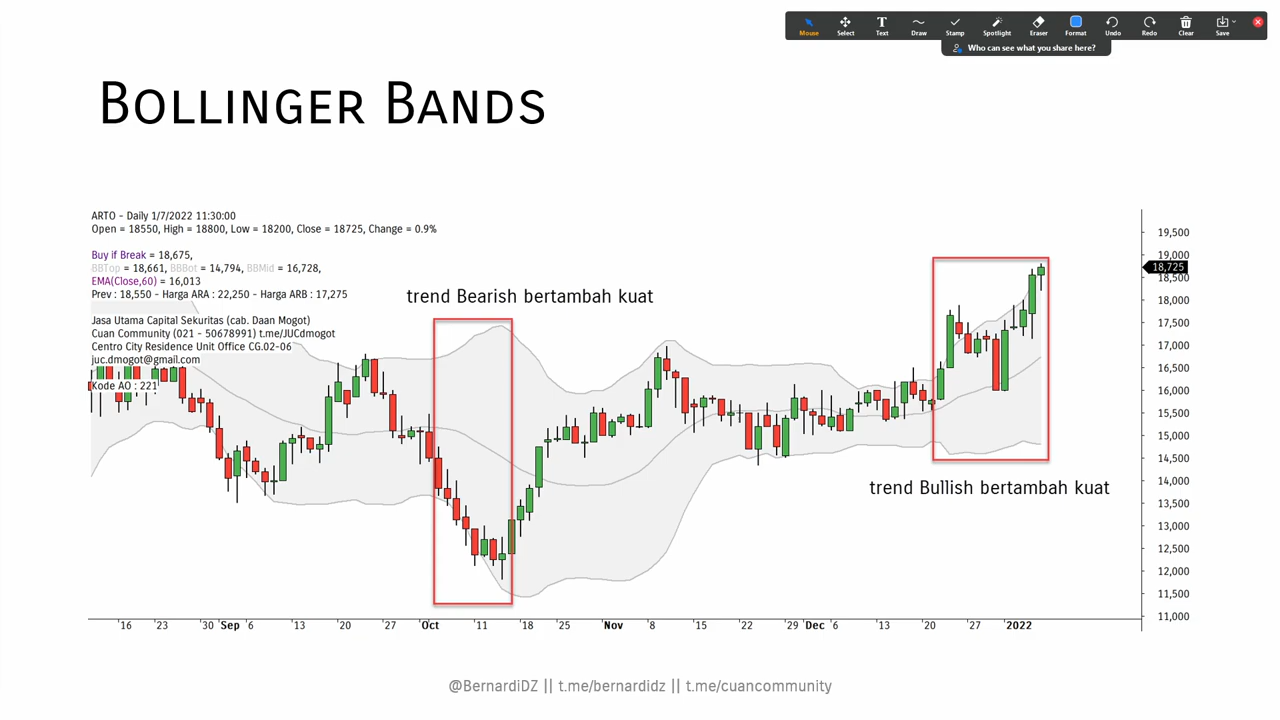 Mouse Select Text Draw Stamp Spotlight Eraser Format Undo Redo Clear Save
Who can see what you share here?
Bollinger Bands
ARTO - Daily 1/7/2022 11:30:00
Open = 18550, High = 18800, Low = 18200, Close = 18725, Change = 0.9%
Buy if Break = 18,675,
BBTop = 18,661, BBBot = 14,794, BBMid = 16,728,
EMA(Close,60) = 16,013
Prev : 18,550 - Harga ARA : 22,250 - Harga ARB : 17,275
Jasa Utama Capital Sekuritas (cab. Daan Mogot)
Cuan Community (021 - 50678991) t.me/JUCdmogot
Centro City Residence Unit Office CG.02-06
juc.dmogot@gmail.com
Kode AO : 221
trend Bearish bertambah kuat
trend Bullish bertambah kuat
19,500
19,000
18,725
18,500
18,000
17,500
17,000
16,500
16,000
15,500
15,000
14,500
14,000
13,500
13,000
12,500
12,000
11,500
11,000
16 23 30 Sep 6 13 20 27 Oct 11 18 25 Nov 8 15 22 29 Dec 6 13 20 27 2022
@BernardiDZ || t.me/bernardidz || t.me/cuancommunity